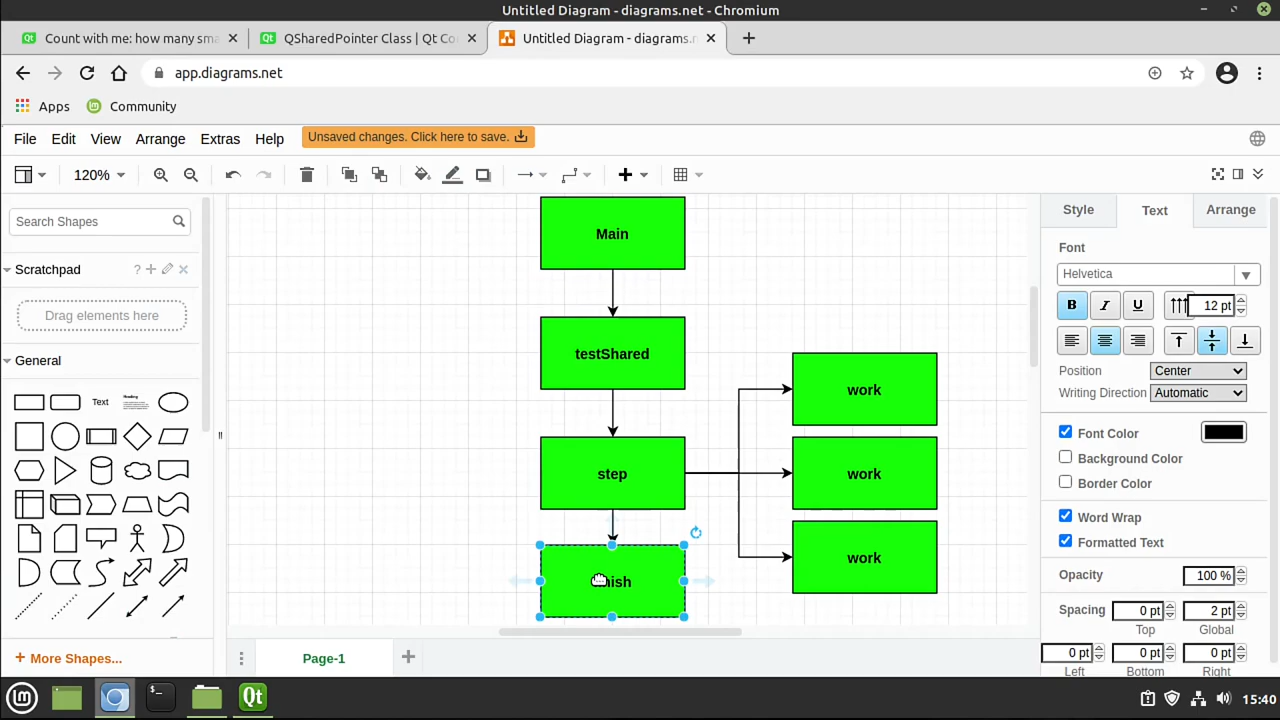 Untitled Diagram - diagrams.net - Chromium
Count with me: how many sma
QSharedPointer Class | Qt Co
Untitled Diagram - diagrams.n
app.diagrams.net
Apps
Community
File Edit View Arrange Extras Help
Unsaved changes. Click here to save.
120%
Search Shapes
Scratchpad
?
Drag elements here
General
Text
Heading
More Shapes...
Main
testShared
step
work
work
work
Page-1
Style
Text
Arrange
Font
Helvetica
B I U 12 pt
Position Center
Writing Direction Automatic
Font Color
Background Color
Border Color
Word Wrap
Formatted Text
Opacity 100 %
Spacing 0 pt 2 pt
Top Global
0 pt 0 pt 0 pt
Left Bottom Right
Qt
15:40